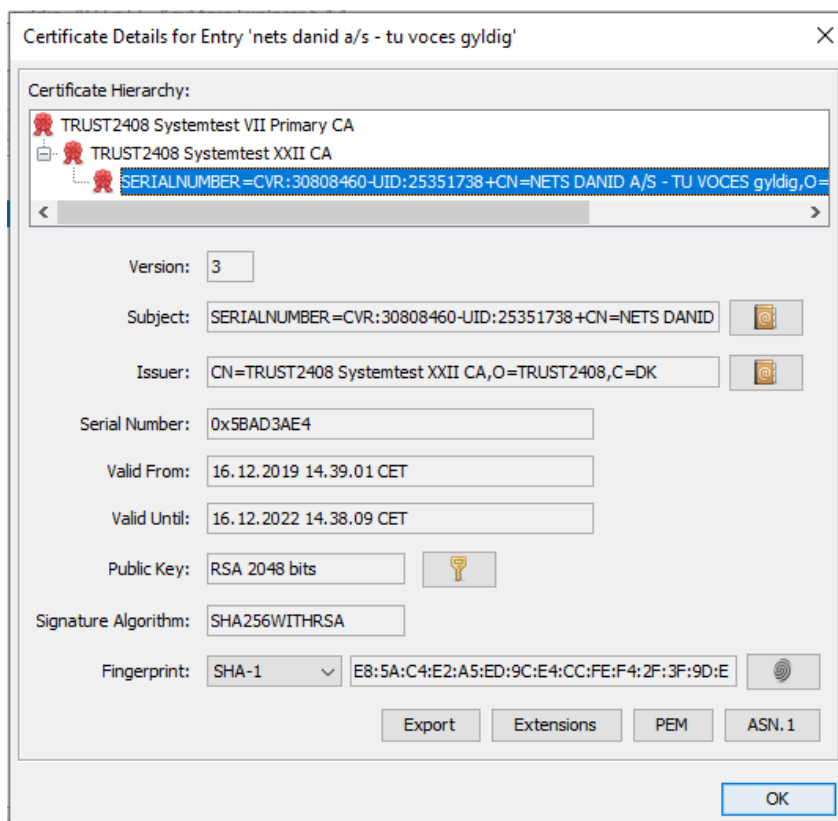 Certificate Details for Entry 'nets danid a/s - tu voces gyldig'
Certificate Hierarchy:
TRUST2408 Systemtest VII Primary CA
TRUST2408 Systemtest XXII CA
SERIALNUMBER=CVR:30808460-UID:25351738+CN=NETS DANID A/S - TU VOCES gyldig,O=
Version: 3
Subject: SERIALNUMBER=CVR:30808460-UID:25351738+CN=NETS DANID
Issuer: CN=TRUST2408 Systemtest XXII CA,O=TRUST2408,C=DK
Serial Number: 0x5BAD3AE4
Valid From: 16.12.2019 14.39.01 CET
Valid Until: 16.12.2022 14.38.09 CET
Public Key: RSA 2048 bits
Signature Algorithm: SHA256WITHRSA
Fingerprint: SHA-1 E8:5A:C4:E2:A5:ED:9C:E4:CC:FE:F4:2F:3F:9D:E
Export Extensions PEM ASN.1
OK